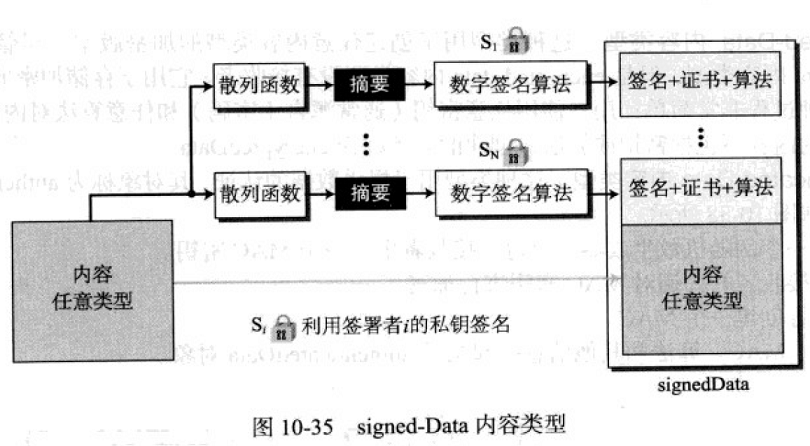 S₁
散列函数 摘要 数字签名算法 签名+证书+算法
S_N
散列函数 摘要 数字签名算法 签名+证书+算法
内容
任意类型
内容
任意类型
Sᵢ 利用签署者i的私钥签名
signedData
图 10-35 signed-Data 内容类型